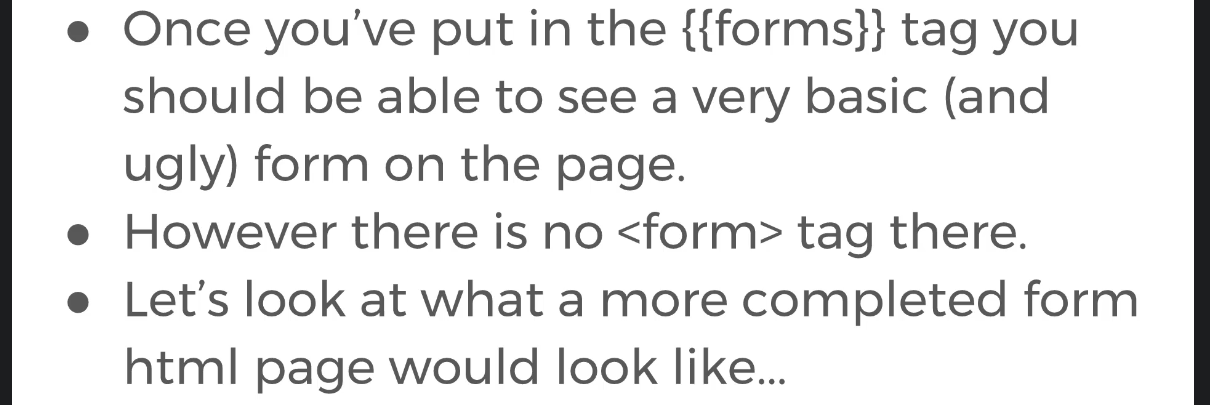 ● Once you’ve put in the {{forms}} tag you
should be able to see a very basic (and
ugly) form on the page.
● However there is no <form> tag there.
● Let’s look at what a more completed form
html page would look like...